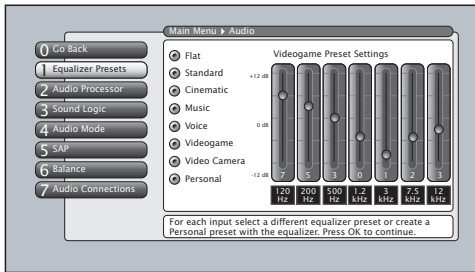 Main Menu Audio
0 Go Back
1 Equalizer Presets
2 Audio Processor
3 Sound Logic
4 Audio Mode
5 SAP
6 Balance
7 Audio Connections
Flat
Standard
Cinematic
Music
Voice
Videogame
Video Camera
Personal
Videogame Preset Settings
+12 dB
0 dB
-12 dB
7 5 3 0 1 2 3
120 Hz 200 Hz 500 Hz 1.2 kHz 3 kHz 7.5 kHz 12 kHz
For each input select a different equalizer preset or create a
Personal preset with the equalizer. Press OK to continue.